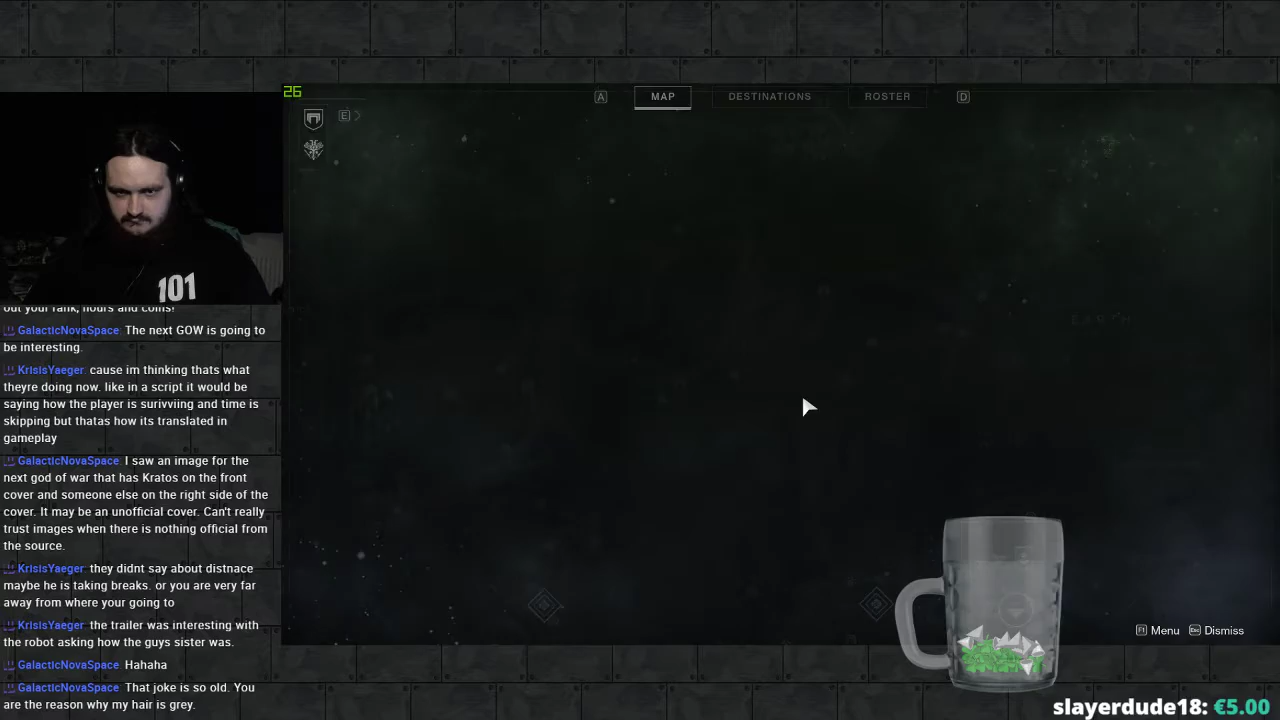 26
A
MAP
DESTINATIONS
ROSTER
D
E
101
EARTH
out your rank, hours and coins!
GalacticNovaSpace: The next GOW is going to
be interesting.
KrisisYaeger: cause im thinking thats what
theyre doing now. like in a script it would be
saying how the player is surivviing and time is
skipping but thatas how its translated in
gameplay
GalacticNovaSpace: I saw an image for the
next god of war that has Kratos on the front
cover and someone else on the right side of the
cover. It may be an unofficial cover. Can't really
trust images when there is nothing official from
the source.
KrisisYaeger: they didnt say about distnace
maybe he is taking breaks. or you are very far
away from where your going to
KrisisYaeger: the trailer was interesting with
the robot asking how the guys sister was.
GalacticNovaSpace: Hahaha
GalacticNovaSpace: That joke is so old. You
are the reason why my hair is grey.
F1 Menu Esc Dismiss
slayerdude18: €5.00